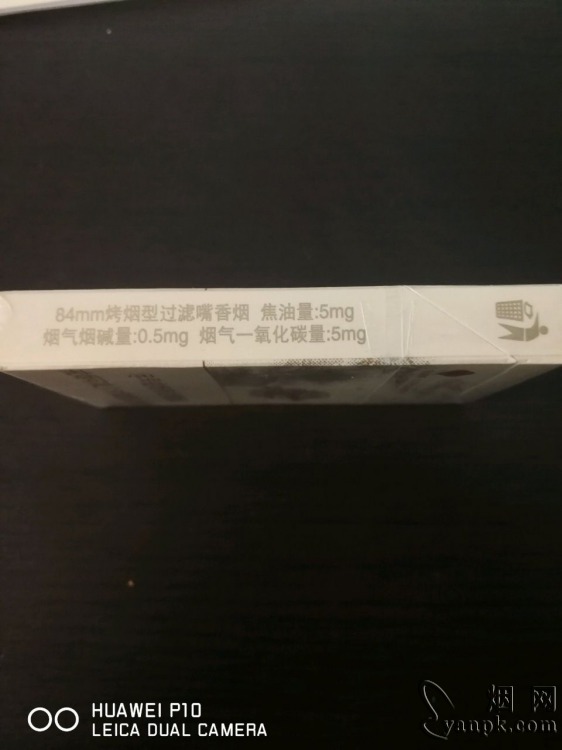 84mm烤烟型过滤嘴香烟 焦油量:5mg
烟气烟碱量:0.5mg 烟气一氧化碳量:5mg
HUAWEI P10
LEICA DUAL CAMERA
烟网
yanpk.com